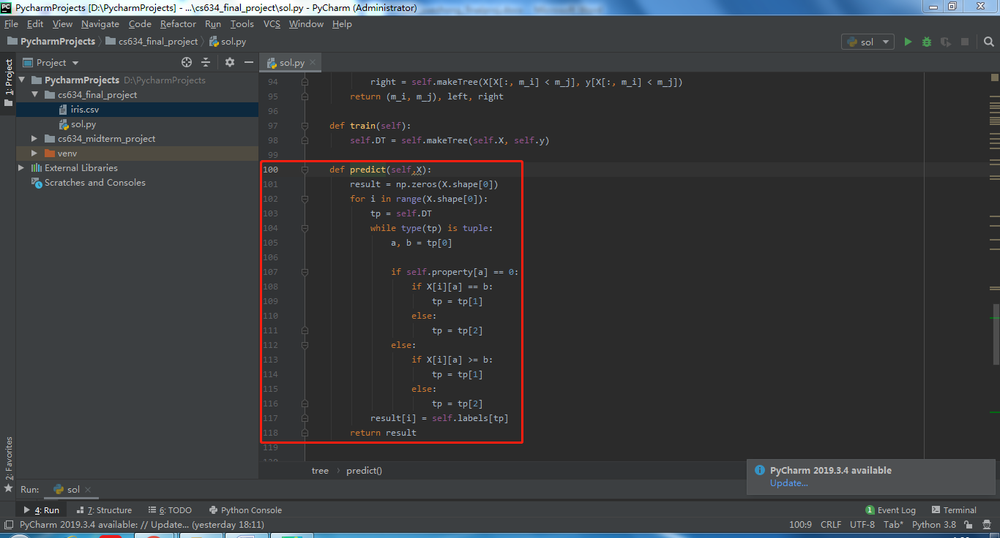 PycharmProjects [D:\PycharmProjects] - ...\cs634_final_project\sol.py - PyCharm (Administrator)
File Edit View Navigate Code Refactor Run Tools VCS Window Help
PycharmProjects cs634_final_project sol.py
sol
1: Project
Project
sol.py
PycharmProjects D:\PycharmProjects
cs634_final_project
iris.csv
sol.py
cs634_midterm_project
venv
External Libraries
Scratches and Consoles
94 right = self.makeTree(X[X[:, m_i] < m_j], y[X[:, m_i] < m_j])
95 return (m_i, m_j), left, right
96
97 def train(self):
98 self.DT = self.makeTree(self.X, self.y)
99
100 def predict(self,X):
101 result = np.zeros(X.shape[0])
102 for i in range(X.shape[0]):
103 tp = self.DT
104 while type(tp) is tuple:
105 a, b = tp[0]
106
107 if self.property[a] == 0:
108 if X[i][a] == b:
109 tp = tp[1]
110 else:
111 tp = tp[2]
112 else:
113 if X[i][a] >= b:
114 tp = tp[1]
115 else:
116 tp = tp[2]
117 result[i] = self.labels[tp]
118 return result
119
tree predict()
2: Favorites
PyCharm 2019.3.4 available
Update...
Run: sol
4: Run 7: Structure 6: TODO Python Console Event Log Terminal
PyCharm 2019.3.4 available: // Update... (yesterday 18:11) 100:9 CRLF UTF-8 Tab* Python 3.8